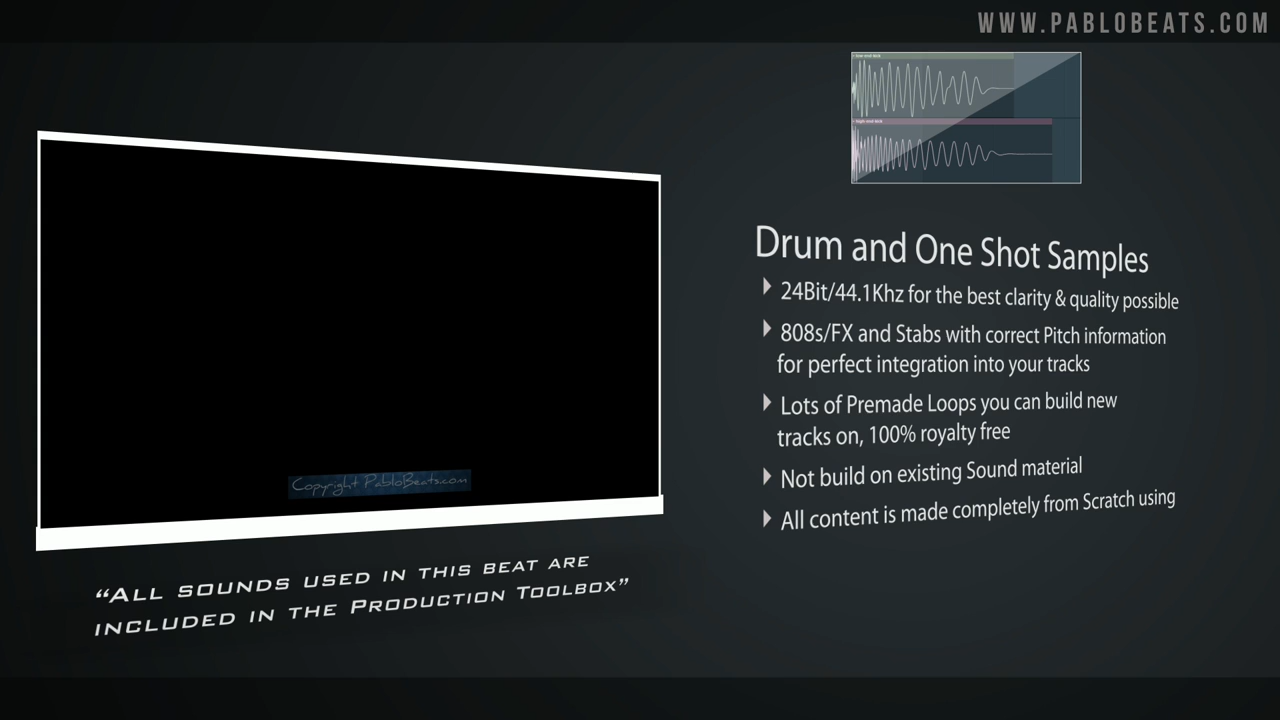 WWW.PABLOBEATS.COM
Drum and One Shot Samples
24Bit/44.1Khz for the best clarity & quality possible
808s/FX and Stabs with correct Pitch information
for perfect integration into your tracks
Lots of Premade Loops you can build new
tracks on, 100% royalty free
Not build on existing Sound material
All content is made completely from Scratch using
Copyright PabloBeats.com
“All sounds used in this beat are
included in the Production Toolbox”